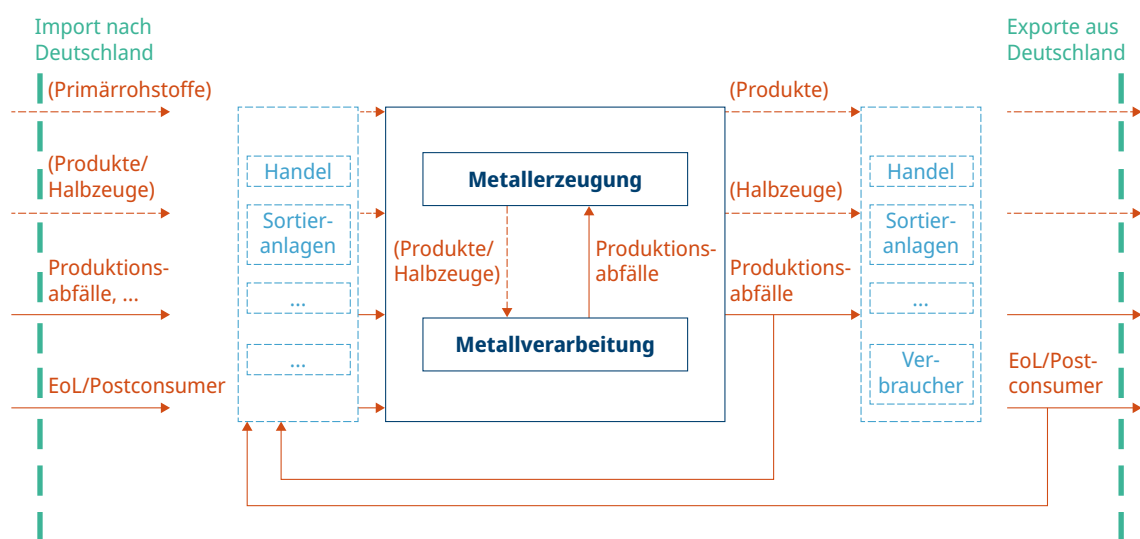 Import nach
Deutschland
Exporte aus
Deutschland
(Primärrohstoffe)
(Produkte)
(Produkte/
Halbzeuge)
Handel
Metallerzeugung
(Halbzeuge)
Handel
Sortier-
anlagen
(Produkte/
Halbzeuge)
Produktions-
abfälle
Sortier-
anlagen
Produktions-
abfälle, ...
Produktions-
abfälle
...
...
Metallverarbeitung
...
Ver-
braucher
EoL/Postconsumer
EoL/Post-
consumer